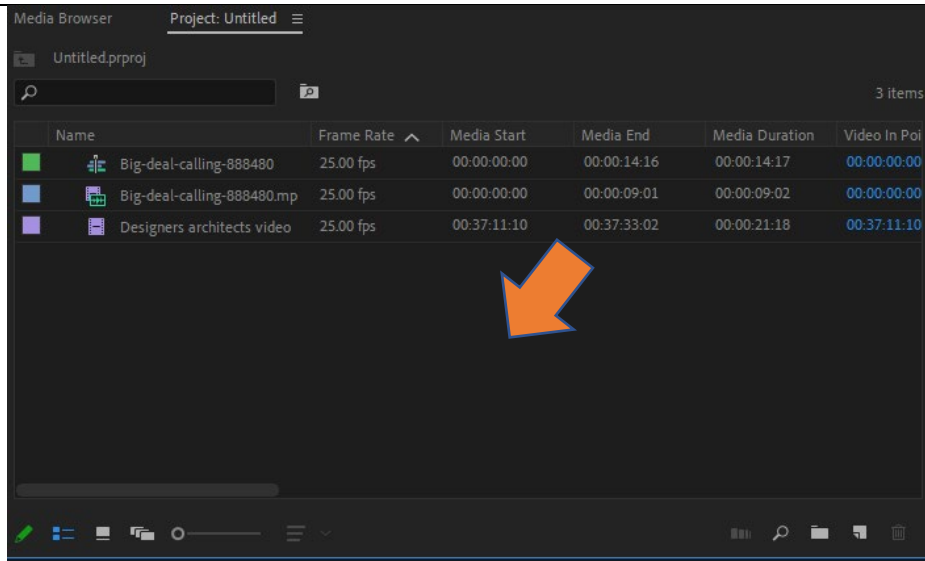 Media Browser Project: Untitled
Untitled.prproj
3 items
Name Frame Rate Media Start Media End Media Duration Video In Poi
Big-deal-calling-888480 25.00 fps 00:00:00:00 00:00:14:16 00:00:14:17 00:00:00:00
Big-deal-calling-888480.mp 25.00 fps 00:00:00:00 00:00:09:01 00:00:09:02 00:00:00:00
Designers architects video 25.00 fps 00:37:11:10 00:37:33:02 00:00:21:18 00:37:11:10